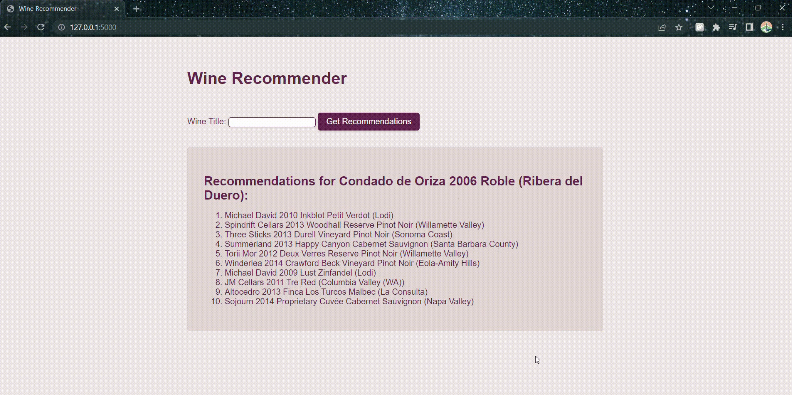 Wine Recommender
127.0.0.1:5000
Wine Recommender
Wine Title: Get Recommendations
Recommendations for Condado de Oriza 2006 Roble (Ribera del
Duero):
1. Michael David 2010 Inkblot Petit Verdot (Lodi)
2. Spindrift Cellars 2013 Woodhall Reserve Pinot Noir (Willamette Valley)
3. Three Sticks 2013 Durell Vineyard Pinot Noir (Sonoma Coast)
4. Summerland 2013 Happy Canyon Cabernet Sauvignon (Santa Barbara County)
5. Torii Mor 2012 Deux Verres Reserve Pinot Noir (Willamette Valley)
6. Winderlea 2014 Crawford Beck Vineyard Pinot Noir (Eola-Amity Hills)
7. Michael David 2009 Lust Zinfandel (Lodi)
8. JM Cellars 2011 Tre Red (Columbia Valley (WA))
9. Altocedro 2013 Finca Los Turcos Malbec (La Consulta)
10. Sojourn 2014 Proprietary Cuvée Cabernet Sauvignon (Napa Valley)